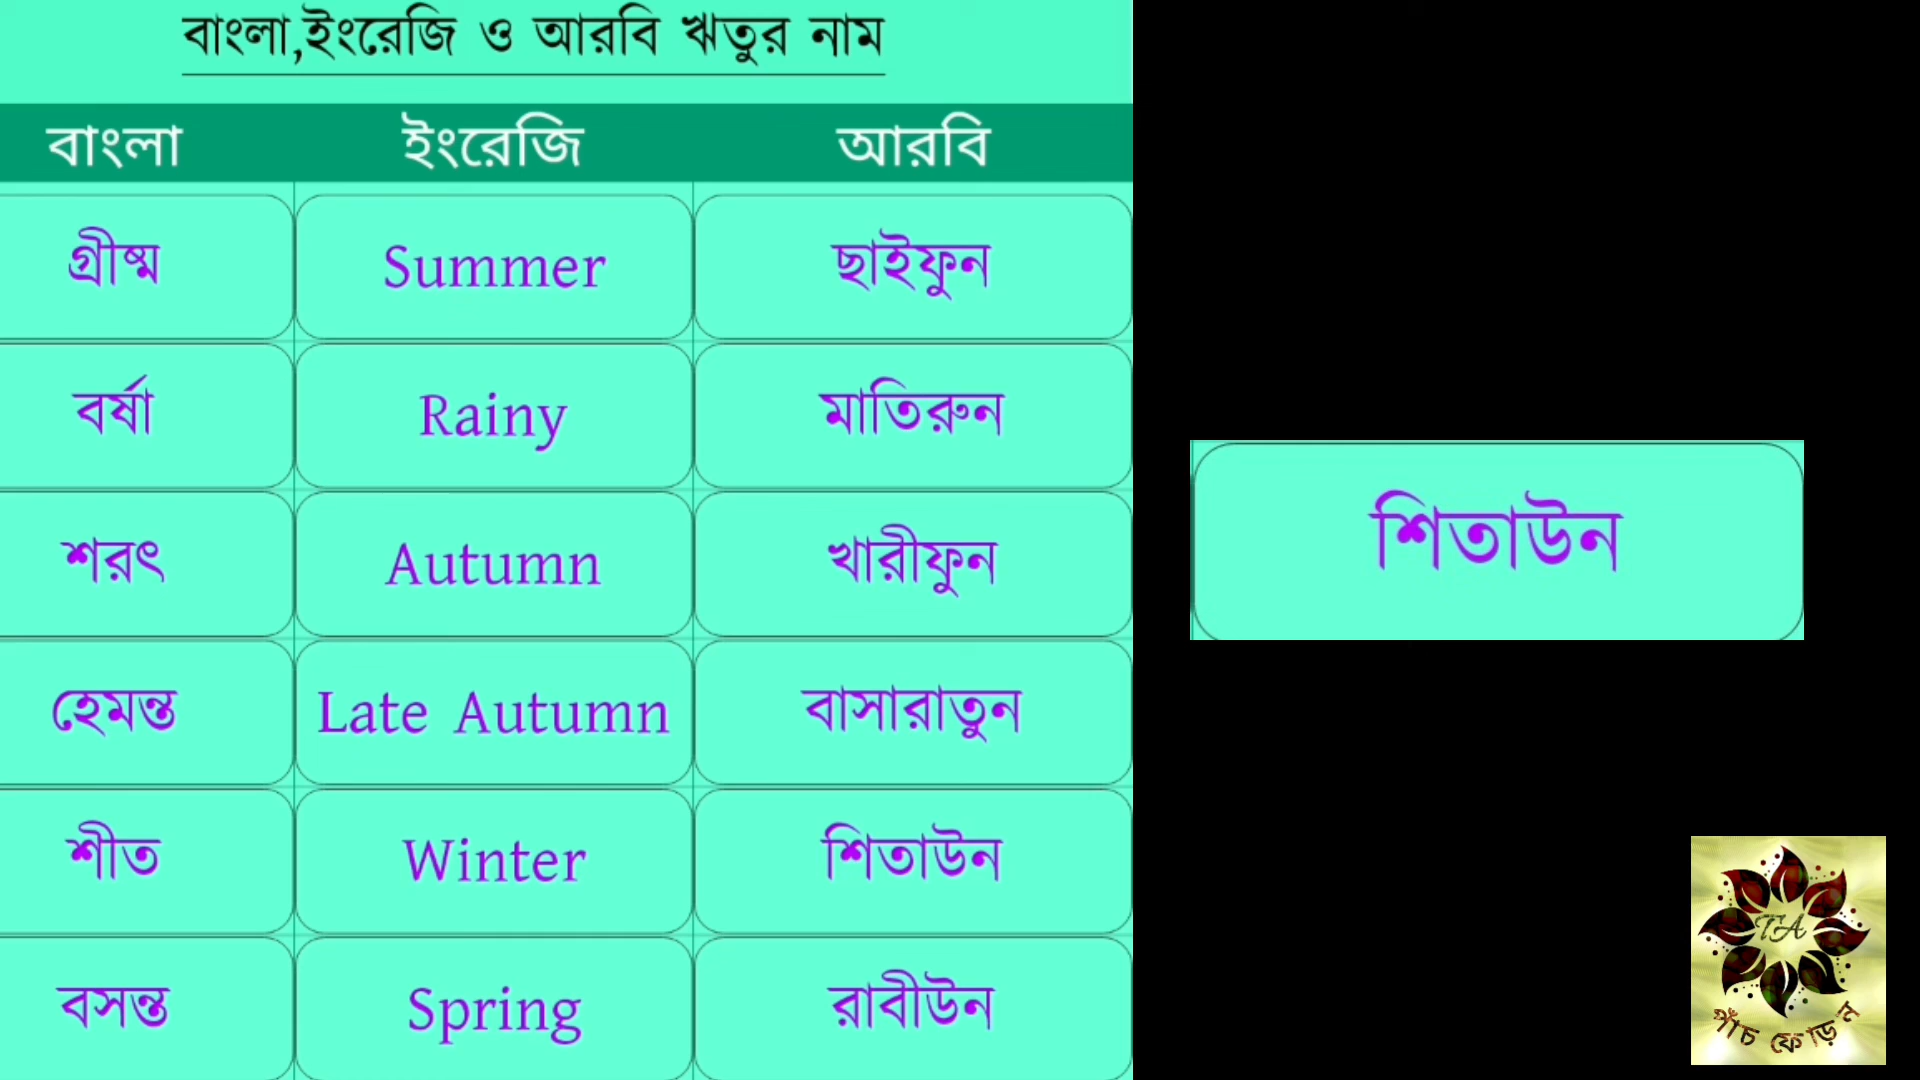 বাংলা,ইংরেজি ও আরবি ঋতুর নাম
বাংলা ইংরেজি আরবি
গ্রীষ্ম Summer ছাইফুন
বর্ষা Rainy মাতিরুন
শরৎ Autumn খারীফুন
হেমন্ত Late Autumn বাসারাতুন
শীত Winter শিতাউন
বসন্ত Spring রাবীউন
শিতাউন
TA
পাঁচ ফোড়ন